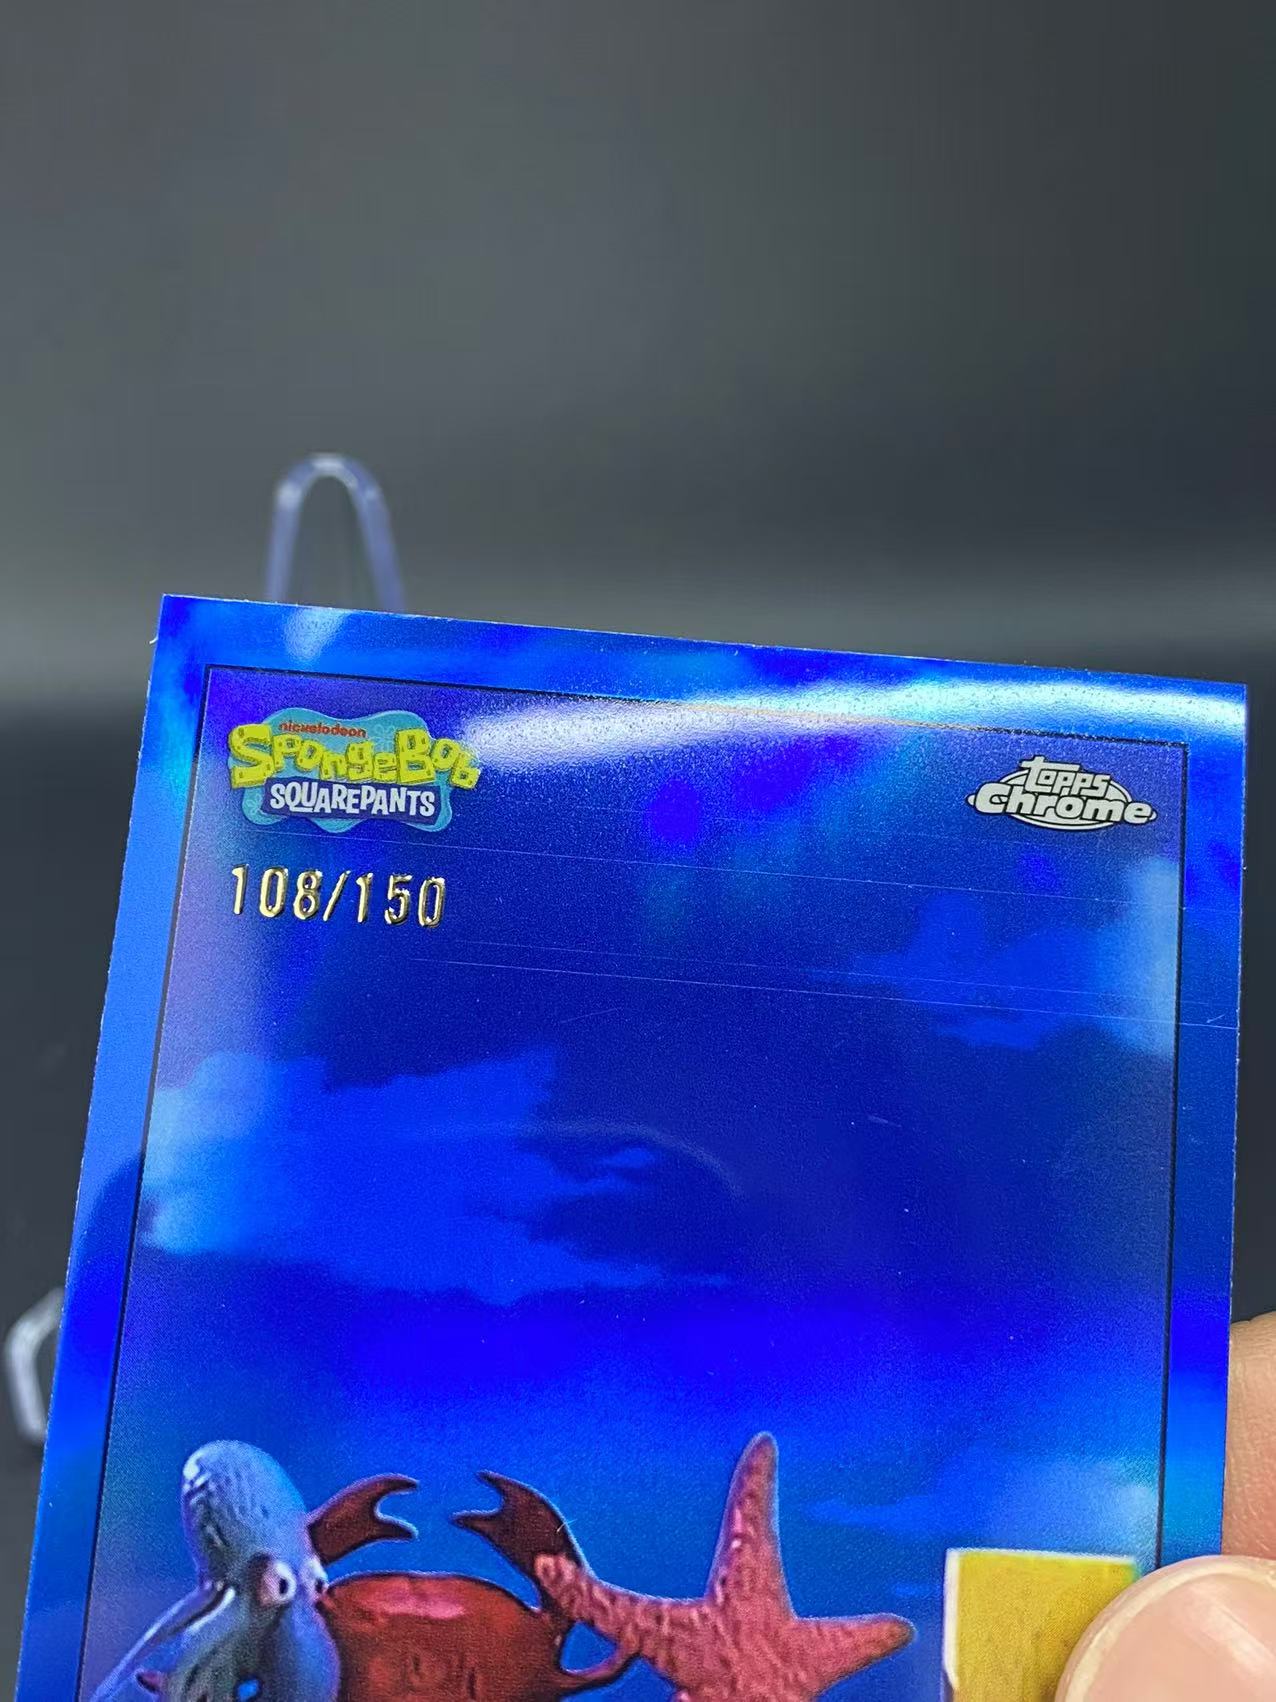 nickelodeon
SpongeBob
SQUAREPANTS
topps
Chrome
108/150